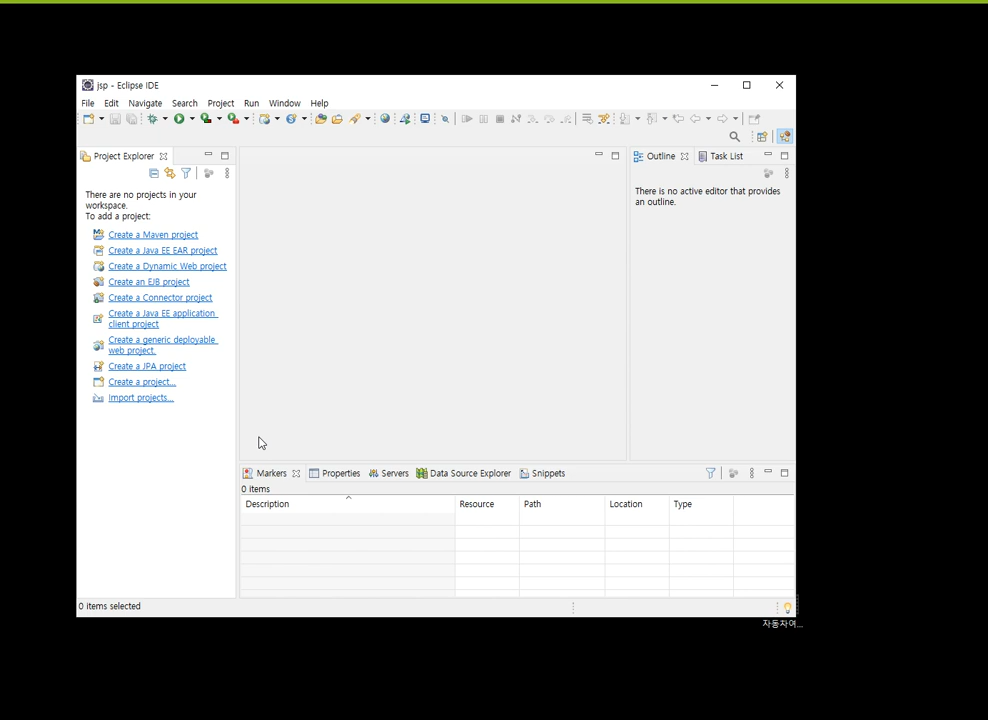 jsp - Eclipse IDE
File Edit Navigate Search Project Run Window Help
Project Explorer
There are no projects in your
workspace.
To add a project:
Create a Maven project
Create a Java EE EAR project
Create a Dynamic Web project
Create an EJB project
Create a Connector project
Create a Java EE application
client project
Create a generic deployable
web project.
Create a JPA project
Create a project...
Import projects...
Outline Task List
There is no active editor that provides
an outline.
Markers Properties Servers Data Source Explorer Snippets
0 items
Description Resource Path Location Type
0 items selected
자동차여...